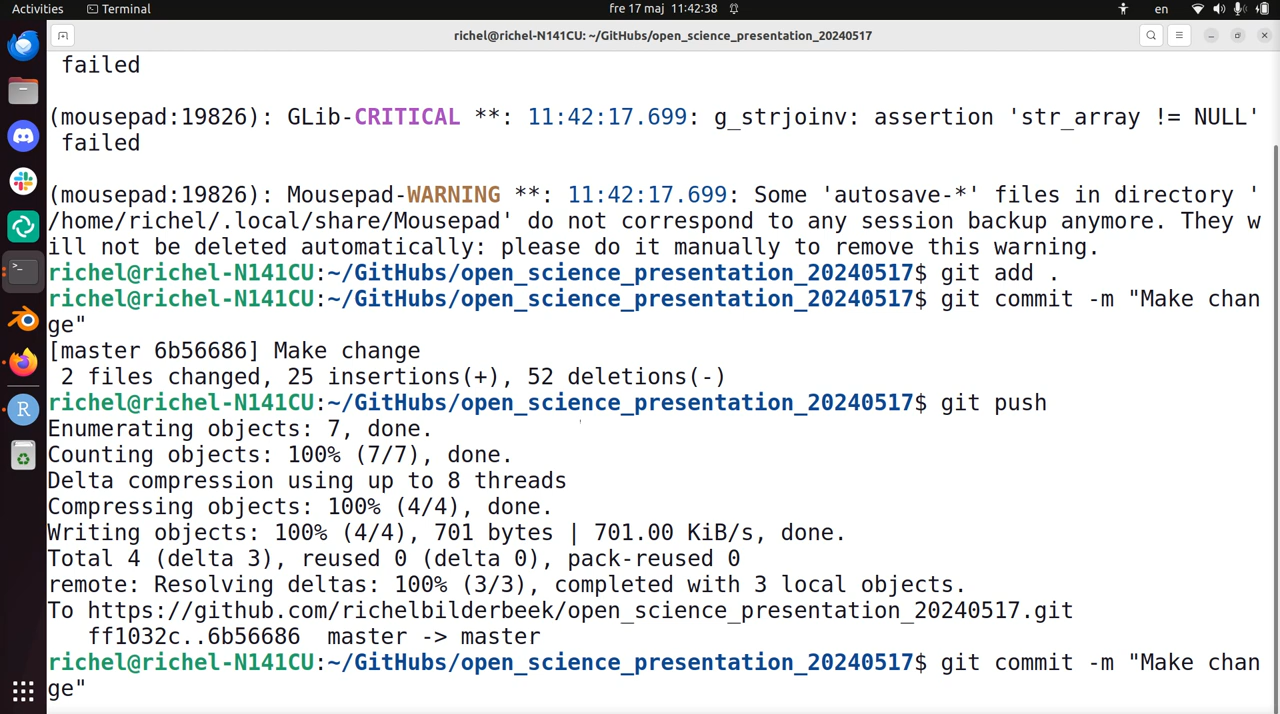 Activities
Terminal
fre 17 maj 11:42:38
en
richel@richel-N141CU: ~/GitHubs/open_science_presentation_20240517
failed
(mousepad:19826): GLib-CRITICAL **: 11:42:17.699: g_strjoinv: assertion 'str_array != NULL'
failed
(mousepad:19826): Mousepad-WARNING **: 11:42:17.699: Some 'autosave-*' files in directory '
/home/richel/.local/share/Mousepad' do not correspond to any session backup anymore. They w
ill not be deleted automatically: please do it manually to remove this warning.
richel@richel-N141CU:~/GitHubs/open_science_presentation_20240517$ git add .
richel@richel-N141CU:~/GitHubs/open_science_presentation_20240517$ git commit -m "Make chan
ge"
[master 6b56686] Make change
2 files changed, 25 insertions(+), 52 deletions(-)
richel@richel-N141CU:~/GitHubs/open_science_presentation_20240517$ git push
Enumerating objects: 7, done.
Counting objects: 100% (7/7), done.
Delta compression using up to 8 threads
Compressing objects: 100% (4/4), done.
Writing objects: 100% (4/4), 701 bytes | 701.00 KiB/s, done.
Total 4 (delta 3), reused 0 (delta 0), pack-reused 0
remote: Resolving deltas: 100% (3/3), completed with 3 local objects.
To https://github.com/richelbilderbeek/open_science_presentation_20240517.git
ff1032c..6b56686  master -> master
richel@richel-N141CU:~/GitHubs/open_science_presentation_20240517$ git commit -m "Make chan
ge"
R